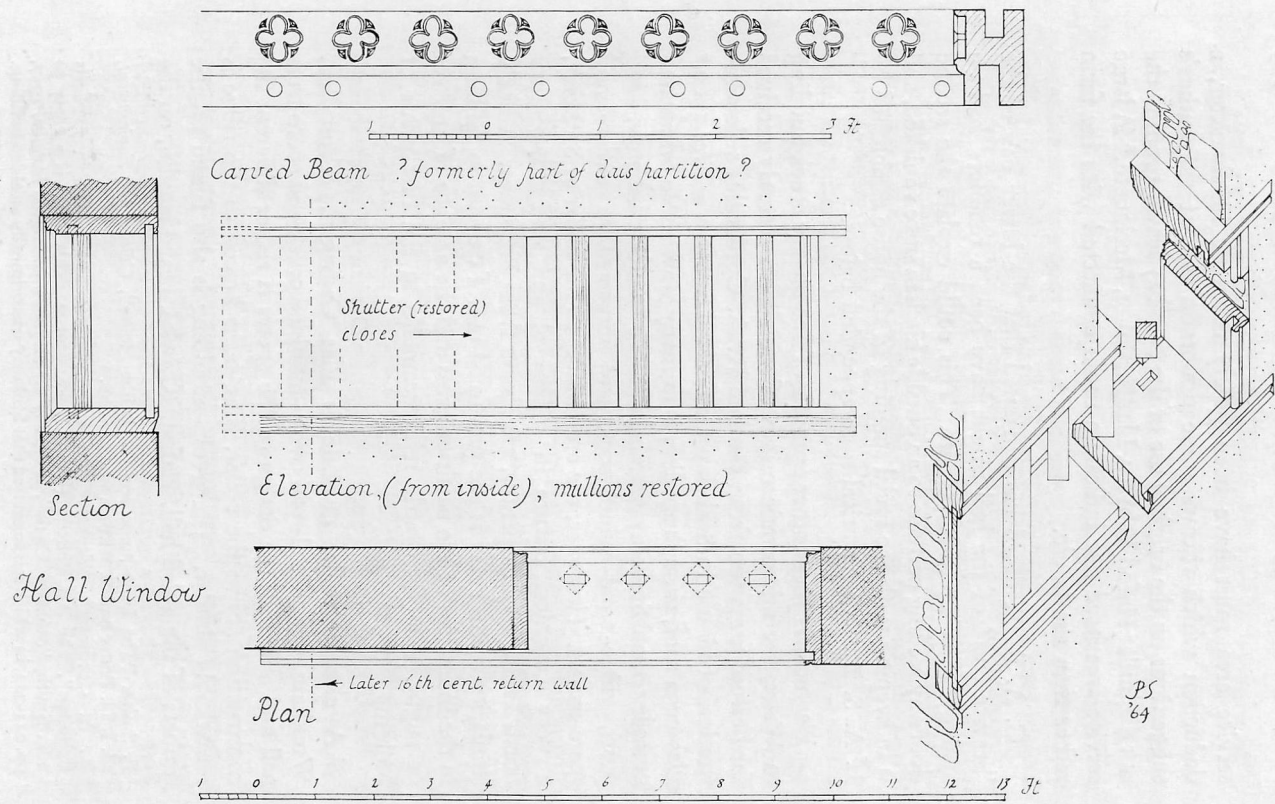 1 0 1 2 3 Ft
Carved Beam ? formerly part of dais partition ?
Shutter (restored)
closes
Elevation, (from inside), mullions restored
Section
Hall Window
Later 16th cent. return wall
Plan
PS
'64
1 0 1 2 3 4 5 6 7 8 9 10 11 12 13 Ft